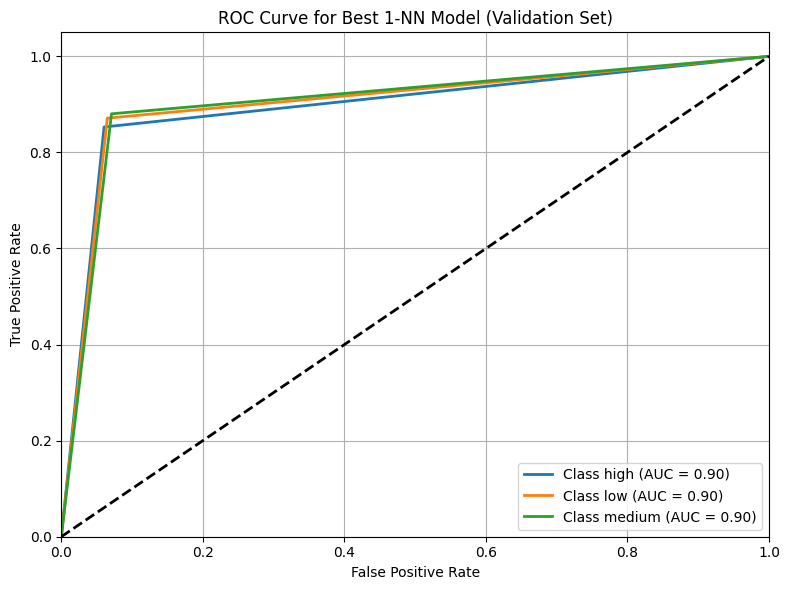 ROC Curve for Best 1-NN Model (Validation Set)
True Positive Rate
1.0
0.8
0.6
0.4
0.2
0.0
0.0 0.2 0.4 0.6 0.8 1.0
False Positive Rate
Class high (AUC = 0.90)
Class low (AUC = 0.90)
Class medium (AUC = 0.90)